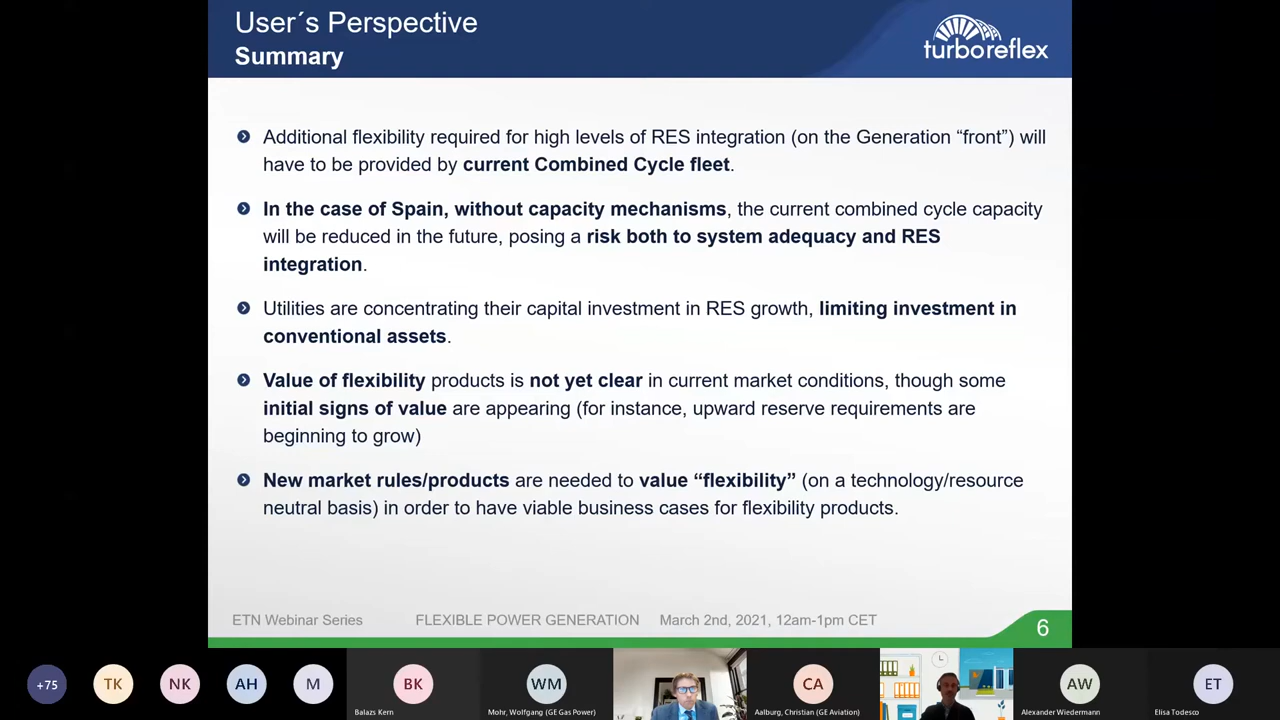 User´s Perspective
Summary
turboreflex
Additional flexibility required for high levels of RES integration (on the Generation “front”) will
have to be provided by current Combined Cycle fleet.
In the case of Spain, without capacity mechanisms, the current combined cycle capacity
will be reduced in the future, posing a risk both to system adequacy and RES
integration.
Utilities are concentrating their capital investment in RES growth, limiting investment in
conventional assets.
Value of flexibility products is not yet clear in current market conditions, though some
initial signs of value are appearing (for instance, upward reserve requirements are
beginning to grow)
New market rules/products are needed to value “flexibility” (on a technology/resource
neutral basis) in order to have viable business cases for flexibility products.
ETN Webinar Series FLEXIBLE POWER GENERATION March 2nd, 2021, 12am-1pm CET
6
+75 TK NK AH M BK WM CA AW ET
Balazs Kern Mohr, Wolfgang (GE Gas Power) Aalburg, Christian (GE Aviation) Alexander Wiedermann Elisa Todesco